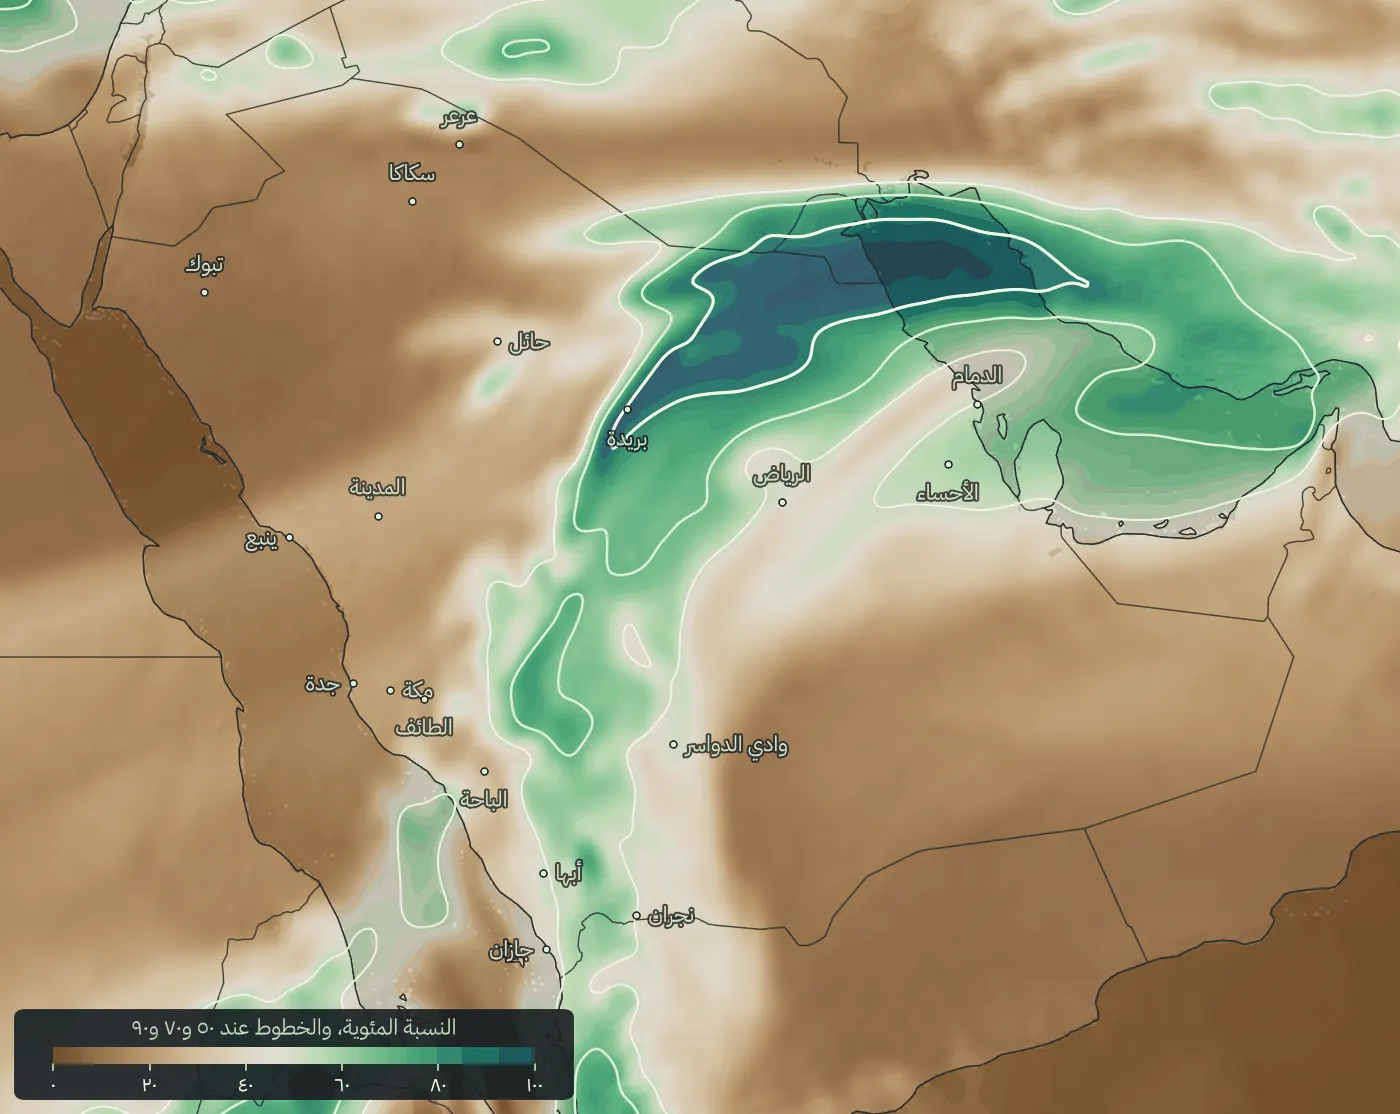 عرعر
سكاكا
تبوك
حائل
الدمام
بريدة
الرياض
الأحساء
المدينة
ينبع
جدة
مكة
الطائف
وادي الدواسر
الباحة
أبها
نجران
جازان
النسبة المئوية، والخطوط عند ٥٠ و٧٠ و٩٠
٠ ٢٠ ٤٠ ٦٠ ٨٠ ١٠٠